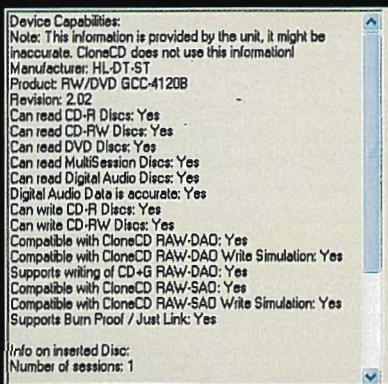 Device Capabilities:
Note: This information is provided by the unit, it might be
inaccurate. CloneCD does not use this information!
Manufacturer: HL-DT-ST
Product: RW/DVD GCC-4120B
Revision: 2.02
Can read CD-R Discs: Yes
Can read CD-RW Discs: Yes
Can read DVD Discs: Yes
Can read MultiSession Discs: Yes
Can read Digital Audio Discs: Yes
Digital Audio Data is accurate: Yes
Can write CD-R Discs: Yes
Can write CD-RW Discs: Yes
Compatible with CloneCD RAW-DAO: Yes
Compatible with CloneCD RAW-DAO Write Simulation: Yes
Supports writing of CD+G RAW-DAO: Yes
Compatible with CloneCD RAW-SAO: Yes
Compatible with CloneCD RAW-SAO Write Simulation: Yes
Supports Burn Proof / Just Link: Yes
Info on inserted Disc:
Number of sessions: 1